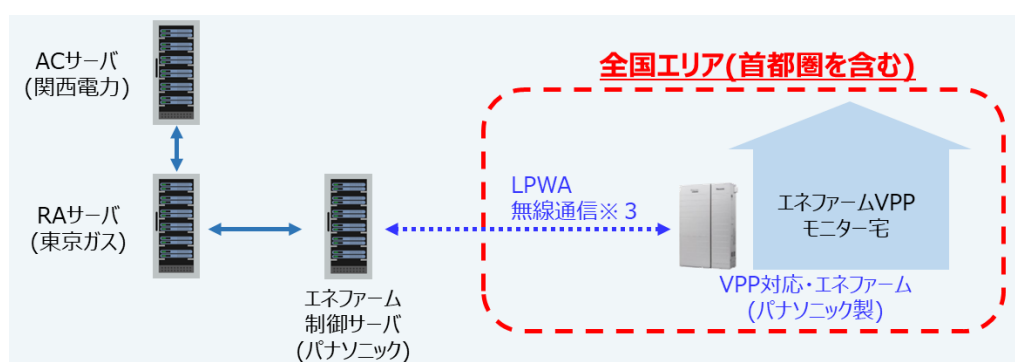 ACサーバ
(関西電力)
全国エリア(首都圏を含む)
RAサーバ
(東京ガス)
LPWA
無線通信※３
エネファームVPP
モニター宅
エネファーム
制御サーバ
(パナソニック)
VPP対応・エネファーム
(パナソニック製)